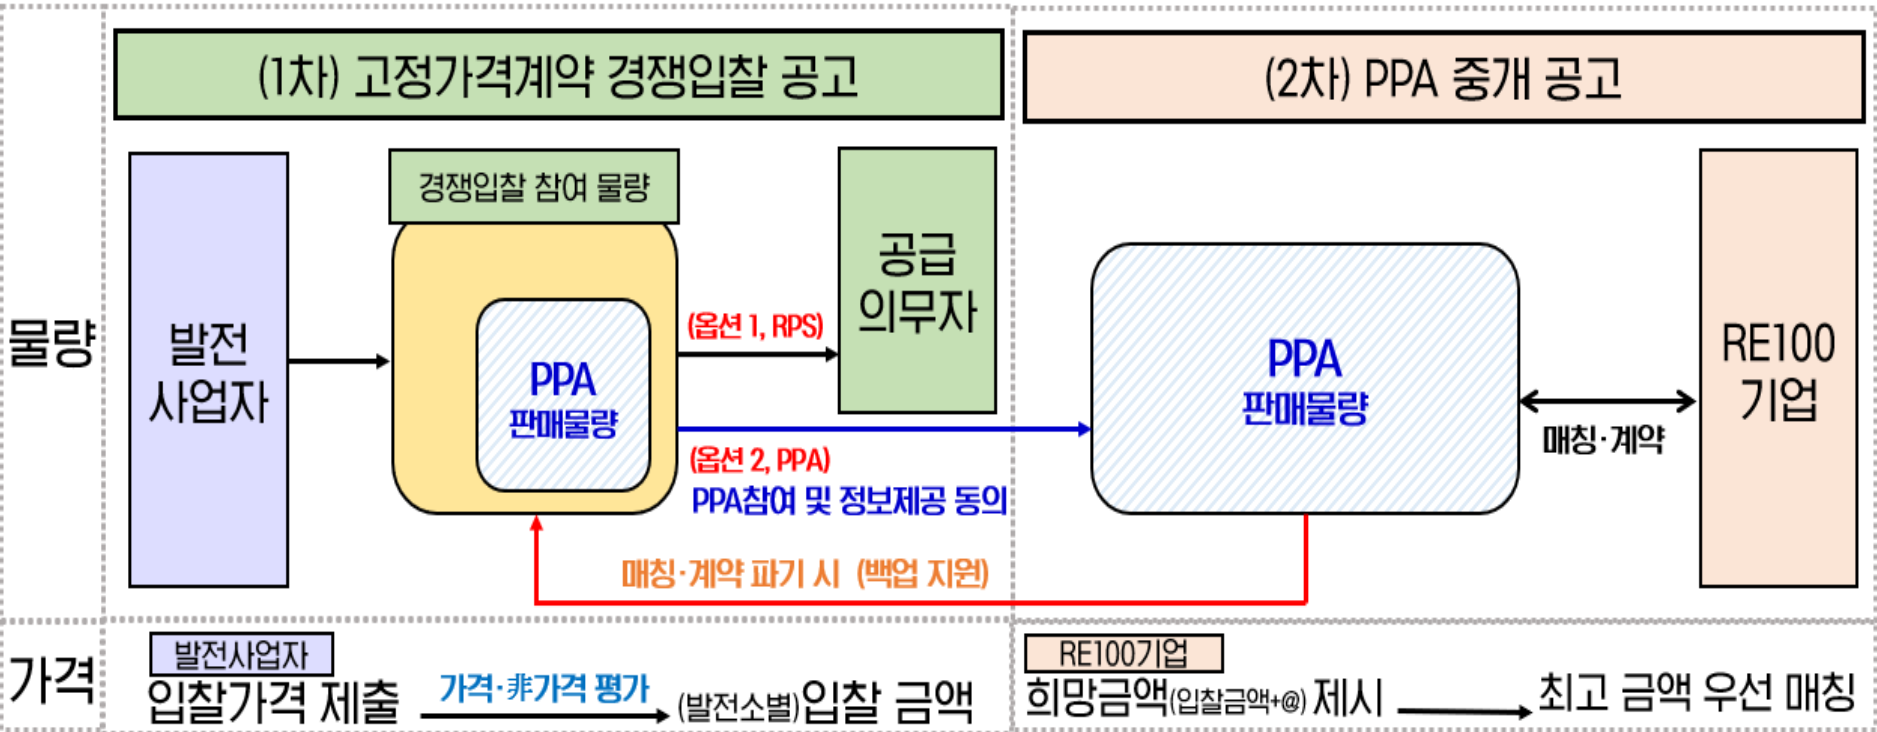 (1차) 고정가격계약 경쟁입찰 공고
(2차) PPA 중개 공고
물량
발전
사업자
경쟁입찰 참여 물량
PPA
판매물량
(옵션 1, RPS)
공급
의무자
(옵션 2, PPA)
PPA참여 및 정보제공 동의
매칭·계약 파기 시 (백업 지원)
PPA
판매물량
매칭·계약
RE100
기업
가격
발전사업자
입찰가격 제출
가격·非가격 평가
(발전소별)입찰 금액
RE100기업
희망금액(입찰금액+@) 제시
최고 금액 우선 매칭